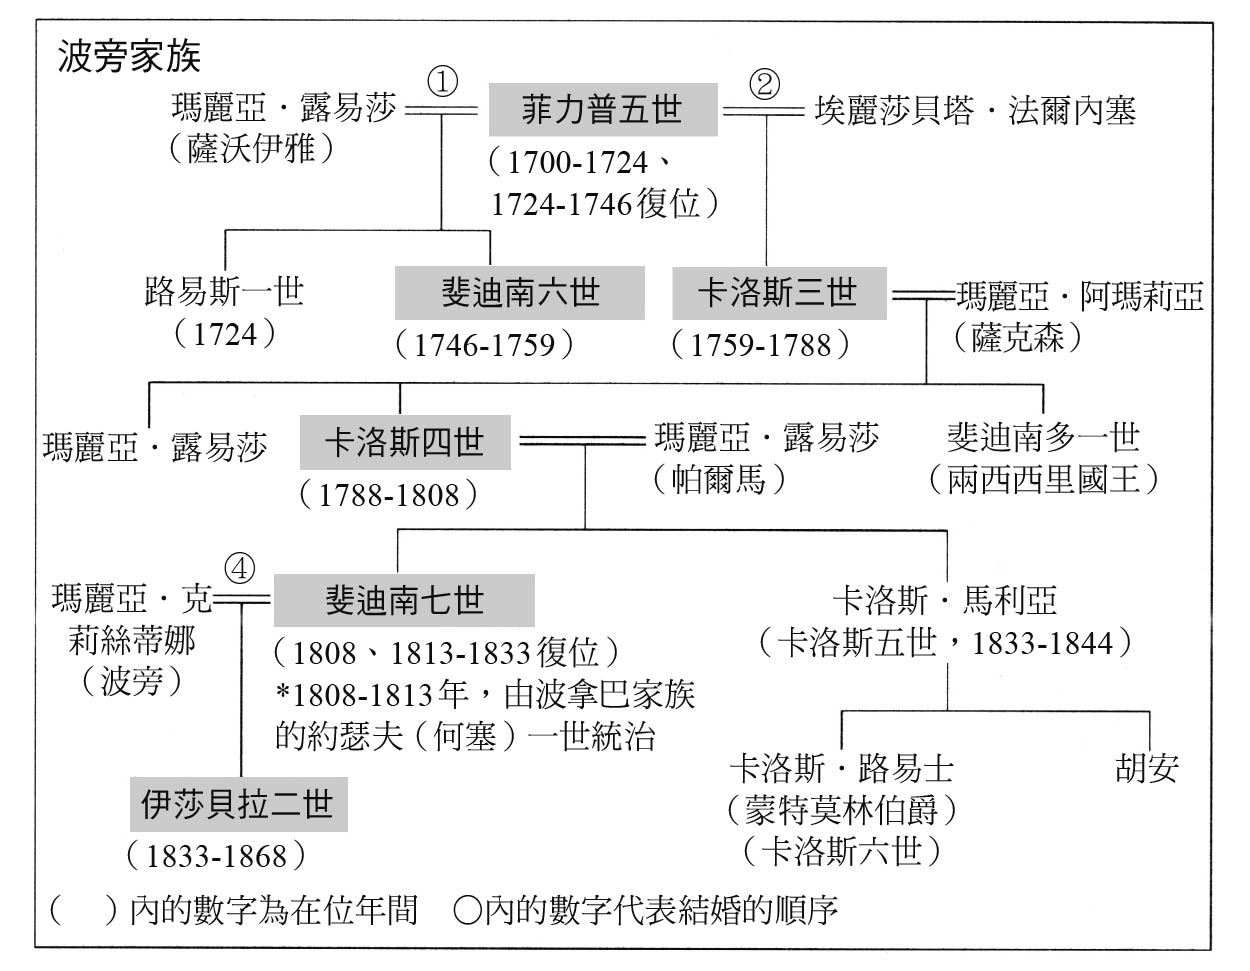 波旁家族
① ②
瑪麗亞・露易莎 菲力普五世 埃麗莎貝塔・法爾內塞
（薩沃伊雅）
（1700-1724、
1724-1746復位）
路易斯一世 斐迪南六世 卡洛斯三世 瑪麗亞・阿瑪莉亞
（1724） （1746-1759） （1759-1788） （薩克森）
瑪麗亞・露易莎 卡洛斯四世 瑪麗亞・露易莎 斐迪南多一世
（1788-1808） （帕爾馬） （兩西西里國王）
④
瑪麗亞・克 斐迪南七世 卡洛斯・馬利亞
莉絲蒂娜 （1808、1813-1833復位） （卡洛斯五世，1833-1844）
（波旁） *1808-1813年，由波拿巴家族
的約瑟夫（何塞）一世統治
卡洛斯・路易士 胡安
伊莎貝拉二世 （蒙特莫林伯爵）
（1833-1868） （卡洛斯六世）
（ ）內的數字為在位年間 ○內的數字代表結婚的順序